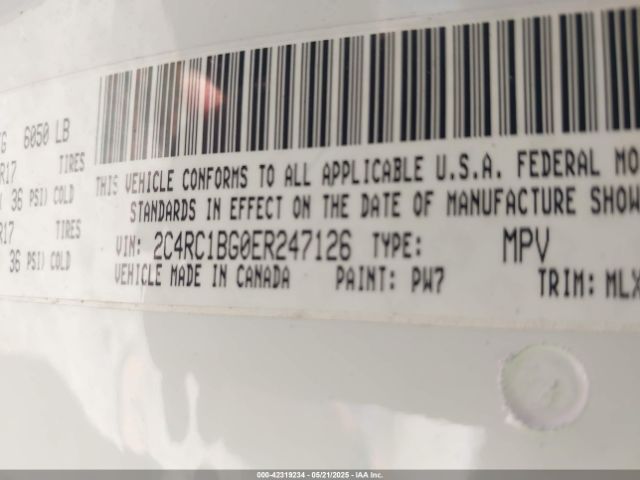 G 6050 LB
R17 TIRES
36 PSI) COLD
R17 TIRES
36 PSI) COLD
THIS VEHICLE CONFORMS TO ALL APPLICABLE U.S.A. FEDERAL MO
STANDARDS IN EFFECT ON THE DATE OF MANUFACTURE SHOW
VIN: 2C4RC1BG0ER247126 TYPE: MPV
VEHICLE MADE IN CANADA PAINT: PW7 TRIM: MLX
000-42319234 - 05/21/2025 - IAA Inc.